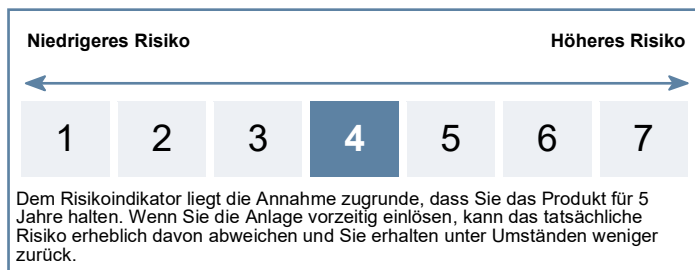 Niedrigeres Risiko Höheres Risiko
1 2 3 4 5 6 7
Dem Risikoindikator liegt die Annahme zugrunde, dass Sie das Produkt für 5
Jahre halten. Wenn Sie die Anlage vorzeitig einlösen, kann das tatsächliche
Risiko erheblich davon abweichen und Sie erhalten unter Umständen weniger
zurück.